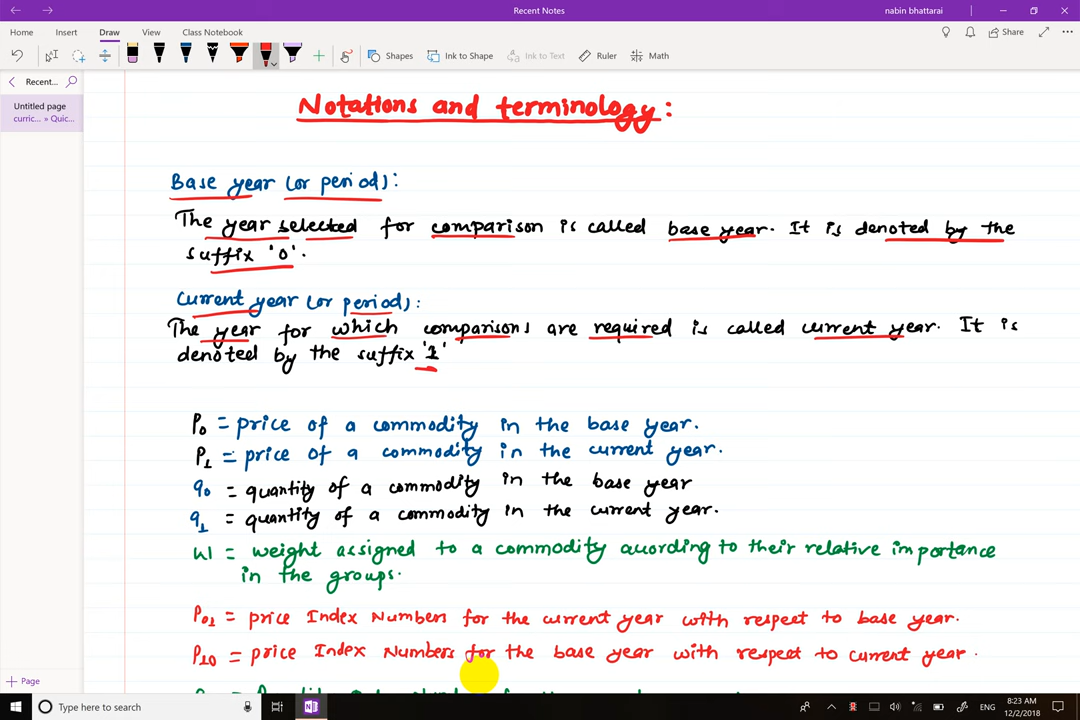 Recent Notes
nabin bhattarai
Home Insert Draw View Class Notebook
Share
Shapes Ink to Shape Ink to Text Ruler Math
Recent...
Untitled page
curric... » Quic...
Notations and terminology:
Base year (or period):
The year selected for comparison is called base year. It is denoted by the
suffix '0'.
Current year (or period):
The year for which comparisons are required is called current year. It is
denoted by the suffix '1'
P0 = price of a commodity in the base year.
P1 = price of a commodity in the current year.
q0 = quantity of a commodity in the base year
q1 = quantity of a commodity in the current year.
W = weight assigned to a commodity auording to their relative importance
in the groups.
P01 = price Index Numbers for the current year with respect to base year.
P10 = price Index Numbers for the base year with respect to current year.
+ Page
Type here to search
ENG
8:23 AM
12/2/2018